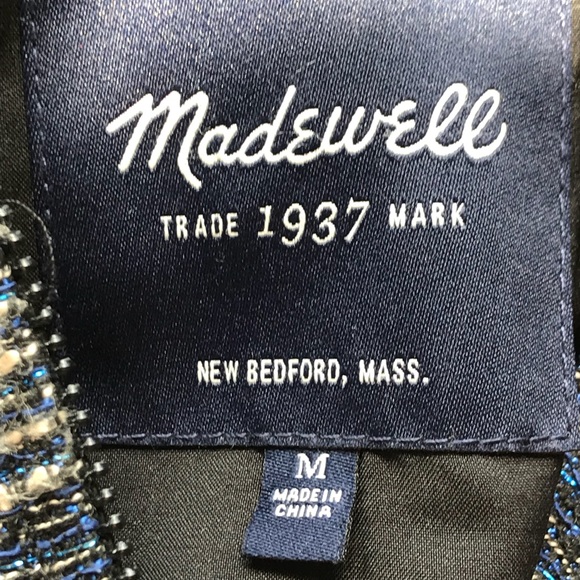 Madewell
TRADE 1937 MARK
NEW BEDFORD, MASS.
M
MADE IN
CHINA